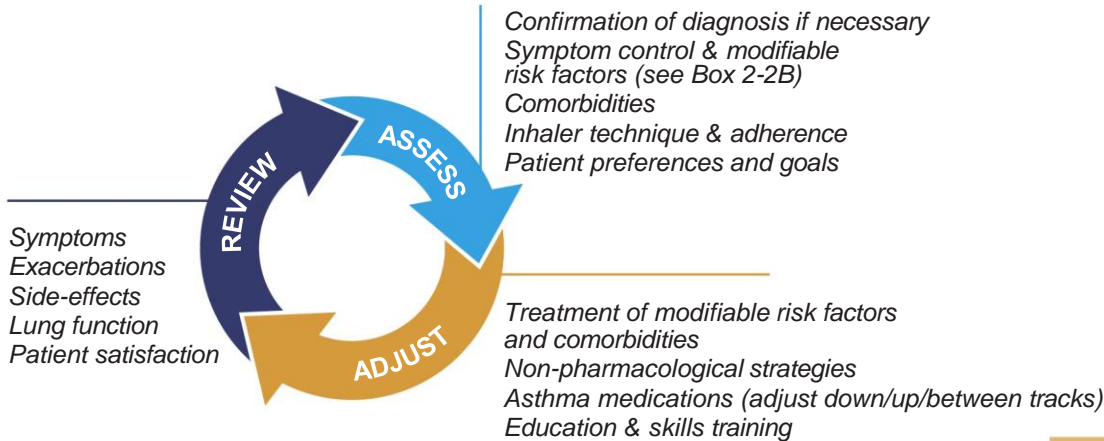 Confirmation of diagnosis if necessary
Symptom control & modifiable
risk factors (see Box 2-2B)
Comorbidities
Inhaler technique & adherence
Patient preferences and goals
ASSESS
REVIEW
Symptoms
Exacerbations
Side-effects
Lung function
Patient satisfaction
ADJUST
Treatment of modifiable risk factors
and comorbidities
Non-pharmacological strategies
Asthma medications (adjust down/up/between tracks)
Education & skills training